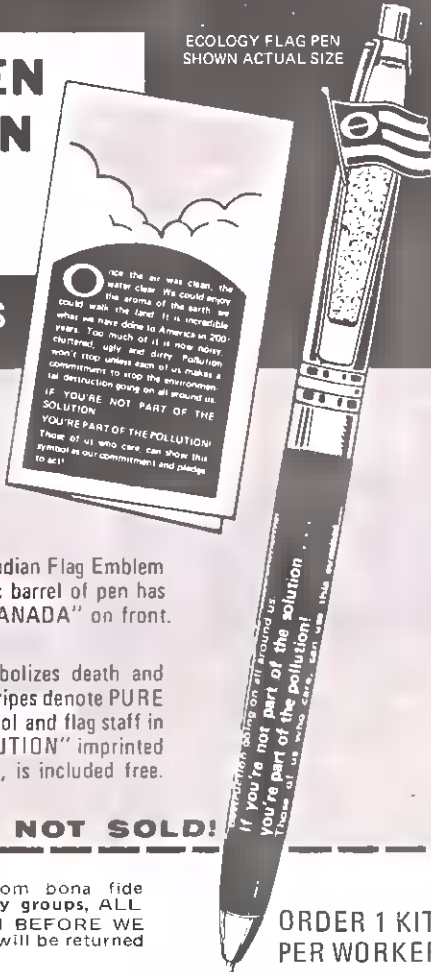 ECOLOGY FLAG PEN
SHOWN ACTUAL SIZE
EN
N
S
Once the air was clean, the
water clear. We could enjoy
the aroma of the earth we
could walk the land. It is incredible
what we have done to America in 200
years. Too much of it is now noisy,
cluttered, ugly and dirty. Pollution
won't stop unless each of us makes a
commitment to stop the environmen-
tal destruction going on all around us.
IF YOU'RE NOT PART OF THE
SOLUTION
YOU'RE PART OF THE POLLUTION!
Those of us who care, can show this
symbol as our commitment and pledge
to act!
dian Flag Emblem
c barrel of pen has
ANADA" on front.
bolizes death and
ripes denote PURE
ol and flag staff in
UTION" imprinted
, is included free.
NOT SOLD!
om bona fide
y groups, ALL
BEFORE WE
will be returned
going on all around us.
If you're not part of the solution . . .
you're part of the pollution!
Those of us who care, can use this
ORDER 1 KIT
PER WORKER